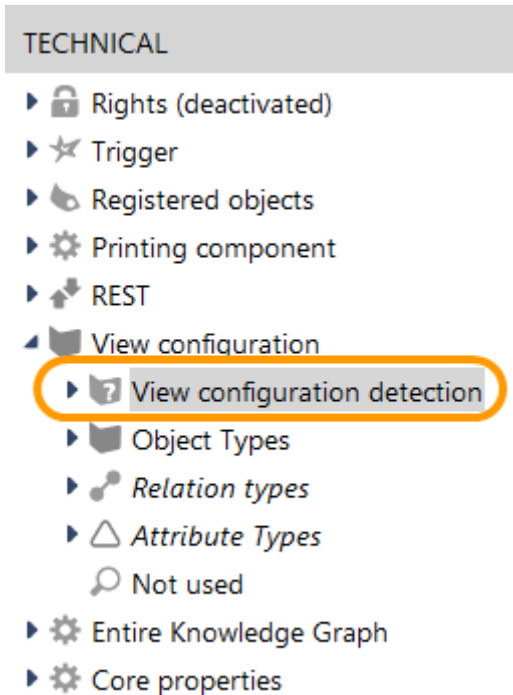 TECHNICAL
Rights (deactivated)
Trigger
Registered objects
Printing component
REST
View configuration
?
View configuration detection
Object Types
Relation types
Attribute Types
Not used
Entire Knowledge Graph
Core properties